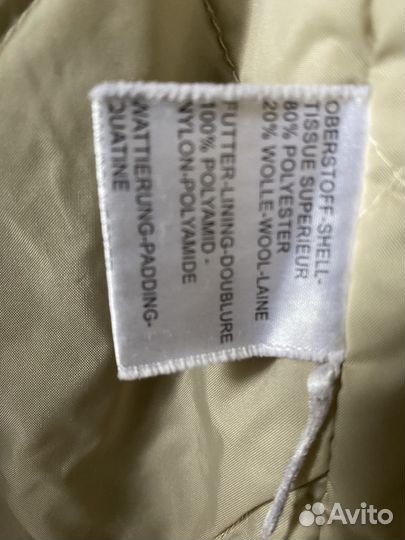 OBERSTOFF-SHELL-
TISSUE SUPERIEUR
80% POLYESTER
20% WOLLE-WOOL-LAINE
FUTTER-LINING-DOUBLURE
100% POLYAMID-
NYLON-POLYAMIDE
WATTIERUNG-PADDING-
OUATINE
Avito